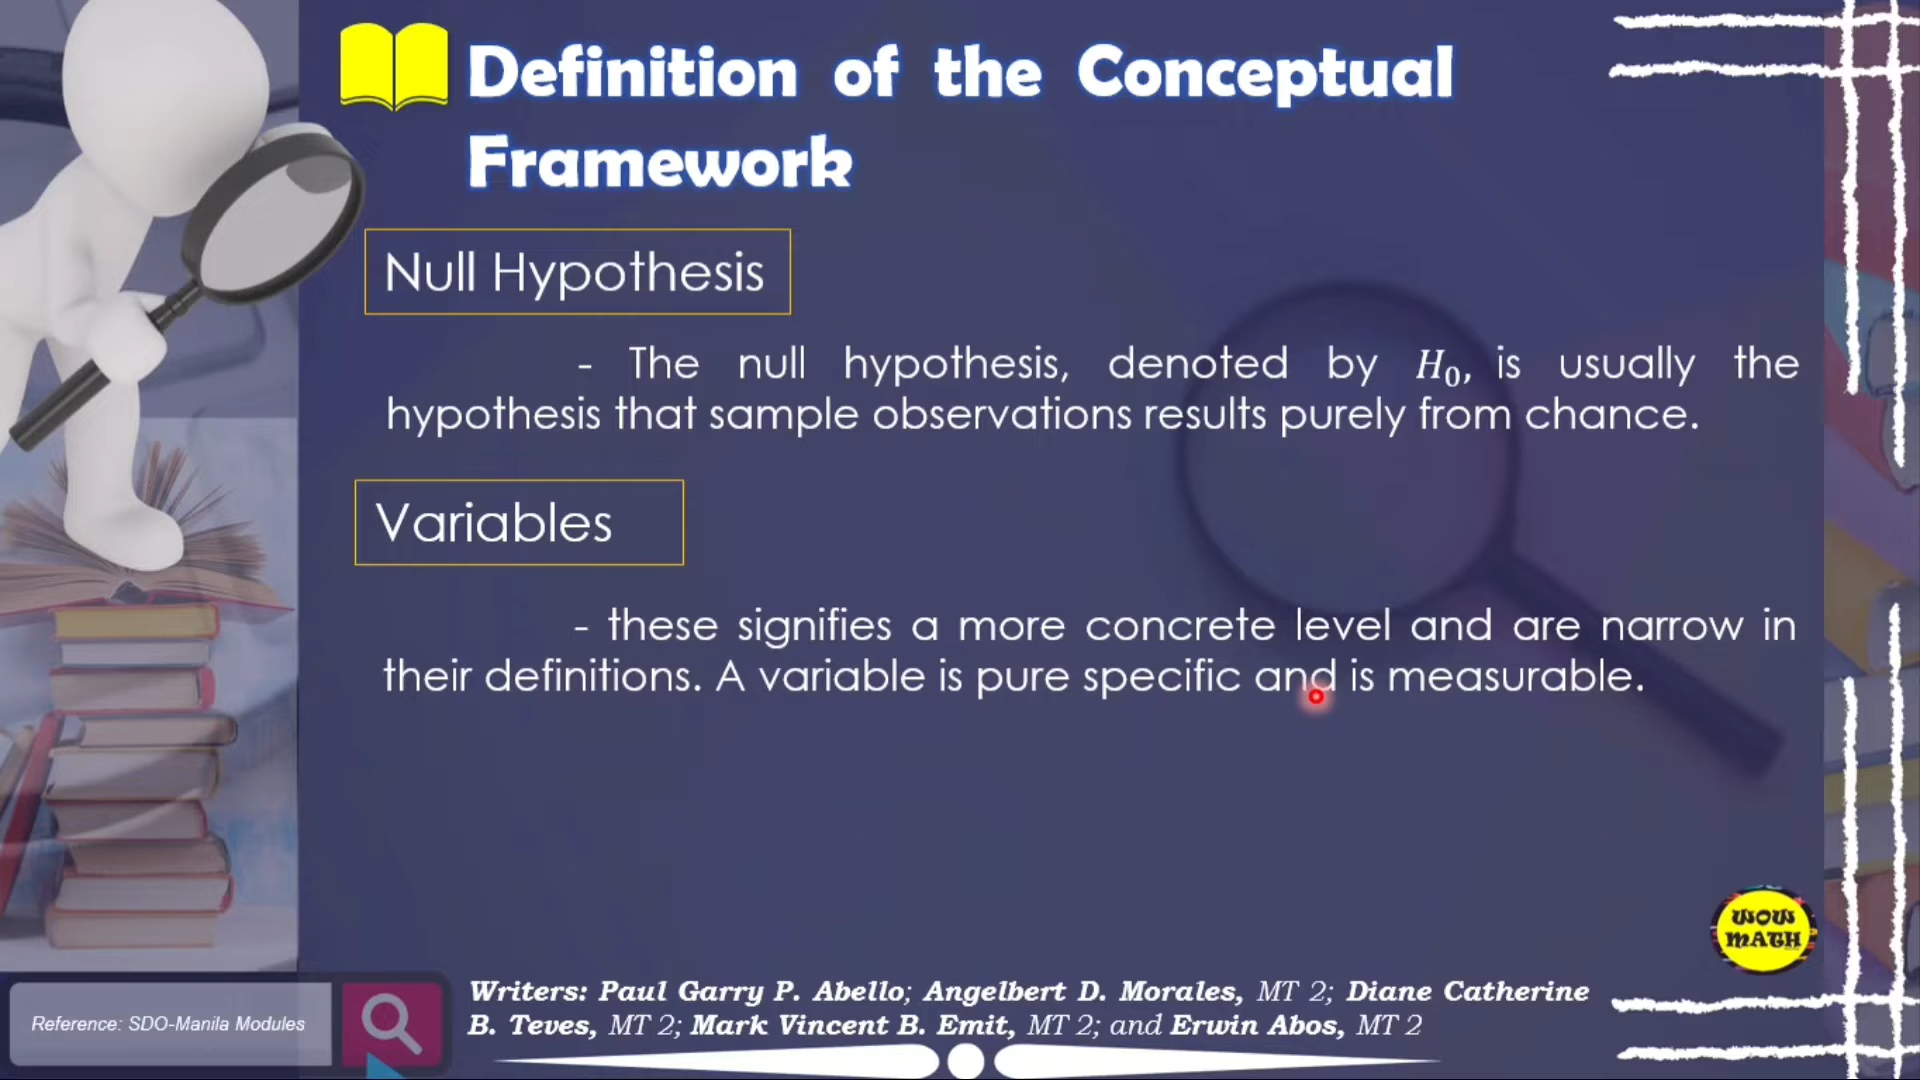 Definition of the Conceptual
Framework
Null Hypothesis
- The null hypothesis, denoted by H₀, is usually the
hypothesis that sample observations results purely from chance.
Variables
- these signifies a more concrete level and are narrow in
their definitions. A variable is pure specific and is measurable.
WOW
MATH
Reference: SDO-Manila Modules
Writers: Paul Garry P. Abello; Angelbert D. Morales, MT 2; Diane Catherine
B. Teves, MT 2; Mark Vincent B. Emit, MT 2; and Erwin Abos, MT 2